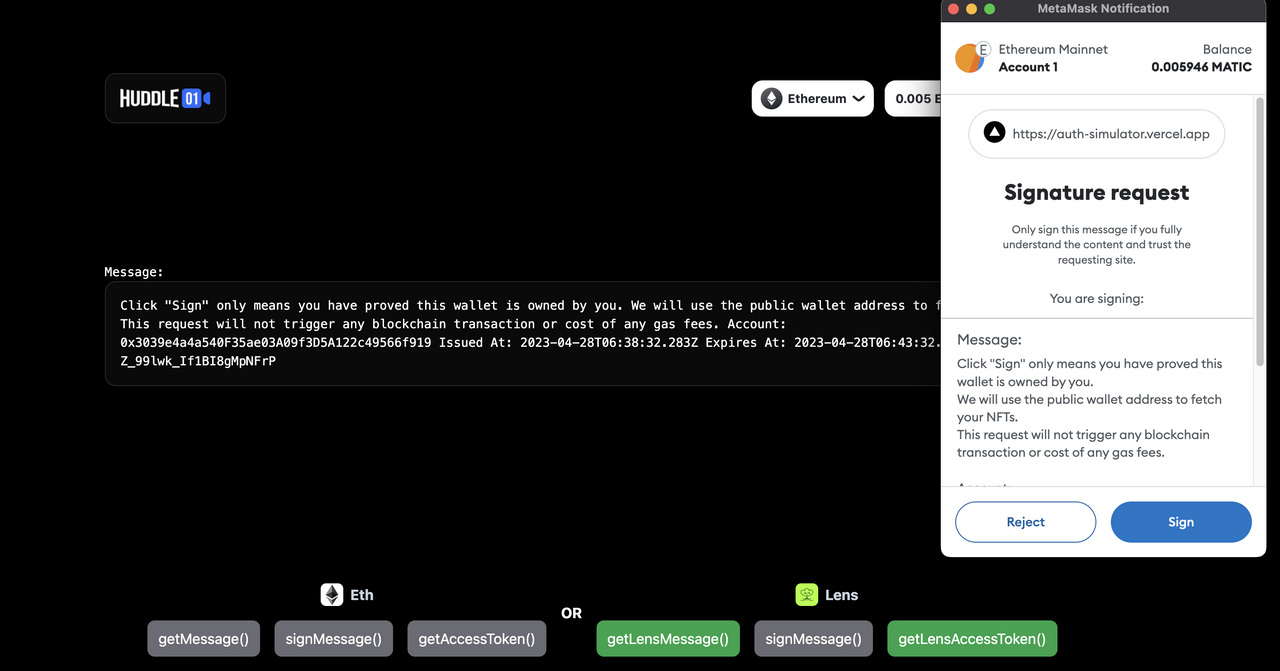 MetaMask Notification
E
Ethereum Mainnet
Balance
Account 1
0.005946 MATIC
HUDDLE 01
Ethereum
0.005 E
https://auth-simulator.vercel.app
Signature request
Only sign this message if you fully
understand the content and trust the
requesting site.
You are signing:
Message:
Click "Sign" only means you have proved this wallet is owned by you. We will use the public wallet address to f
This request will not trigger any blockchain transaction or cost of any gas fees. Account:
0x3039e4a4a540F35ae03A09f3D5A122c49566f919 Issued At: 2023-04-28T06:38:32.283Z Expires At: 2023-04-28T06:43:32.
Z_99lwk_If1BI8gMpNFrP
Message:
Click "Sign" only means you have proved this
wallet is owned by you.
We will use the public wallet address to fetch
your NFTs.
This request will not trigger any blockchain
transaction or cost of any gas fees.
Reject
Sign
Eth
OR
Lens
getMessage()
signMessage()
getAccessToken()
getLensMessage()
signMessage()
getLensAccessToken()